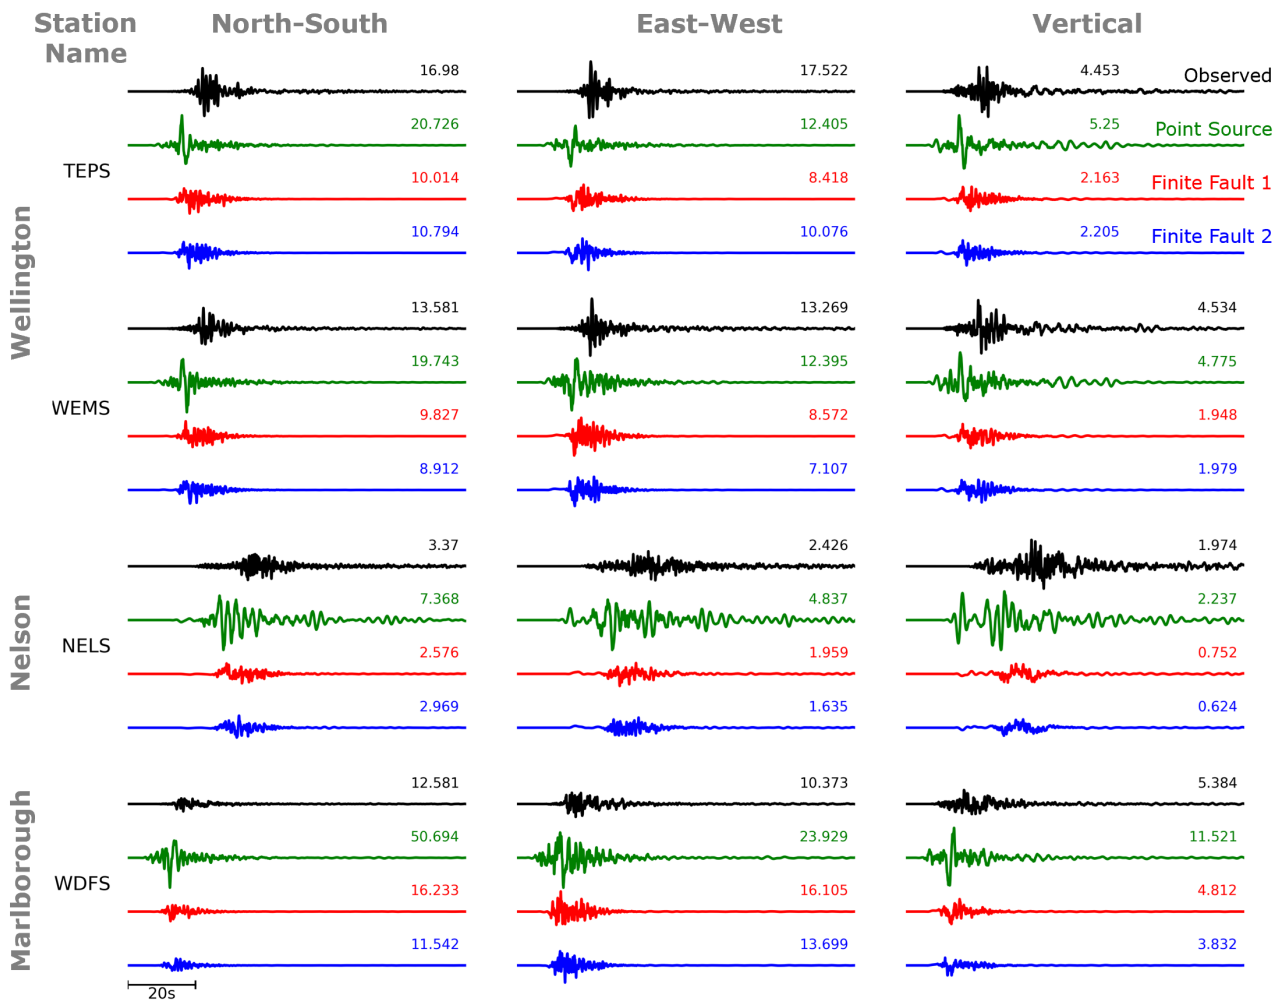 Station
Name
North-South
East-West
Vertical
Wellington
TEPS
16.98
17.522
4.453
Observed
20.726
12.405
5.25
Point Source
10.014
8.418
2.163
Finite Fault 1
10.794
10.076
2.205
Finite Fault 2
WEMS
13.581
13.269
4.534
19.743
12.395
4.775
9.827
8.572
1.948
8.912
7.107
1.979
Nelson
NELS
3.37
2.426
1.974
7.368
4.837
2.237
2.576
1.959
0.752
2.969
1.635
0.624
Marlborough
WDFS
12.581
10.373
5.384
50.694
23.929
11.521
16.233
16.105
4.812
11.542
13.699
3.832
20s